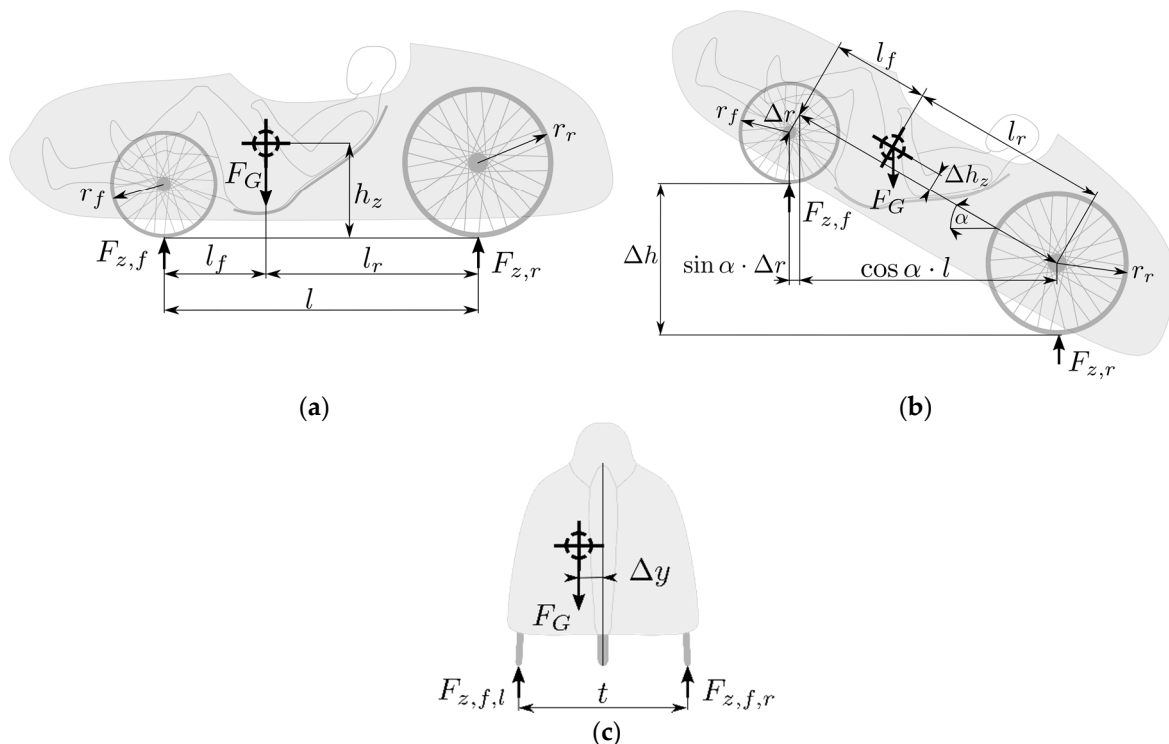 r_r
F_G
h_z
r_f
F_{z,f}
l_f
l_r
F_{z,r}
l
(a)
l_f
r_f
Δr
l_r
Δh_z
F_G
F_{z,f}
α
Δh
sin α · Δr
cos α · l
r_r
F_{z,r}
(b)
Δy
F_G
F_{z,f,l}
t
F_{z,f,r}
(c)